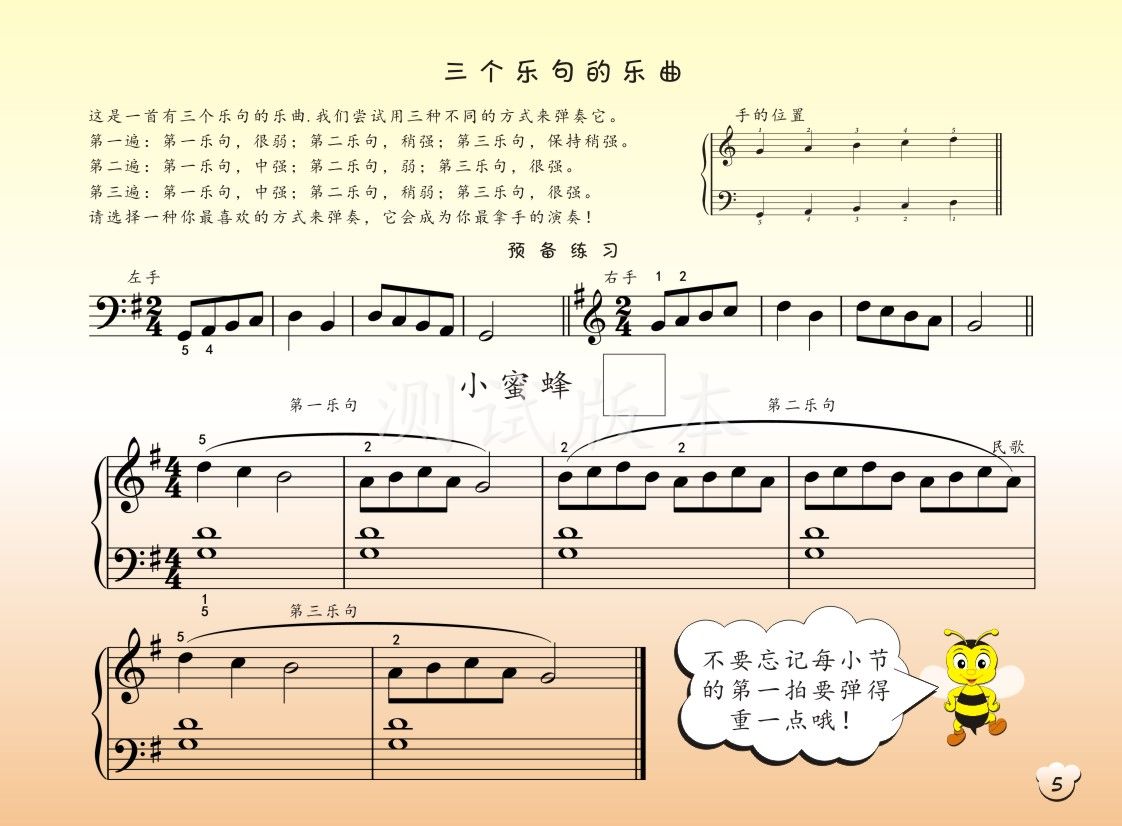 三个乐句的乐曲
这是一首有三个乐句的乐曲.我们尝试用三种不同的方式来弹奏它。
第一遍：第一乐句，很弱；第二乐句，稍强；第三乐句，保持稍强。
第二遍：第一乐句，中强；第二乐句，弱；第三乐句，很强。
第三遍：第一乐句，中强；第二乐句，稍弱；第三乐句，很强。
请选择一种你最喜欢的方式来弹奏，它会成为你最拿手的演奏！
手的位置
1 2 3 4 5
5 4 3 2 1
预备练习
左手
2
4
5 4
右手
1 2
2
4
小蜜蜂
测试版本
第一乐句
第二乐句
民歌
5 2 2 2
4
4
4
4
1
5
第三乐句
5 2
不要忘记每小节
的第一拍要弹得
重一点哦！
5